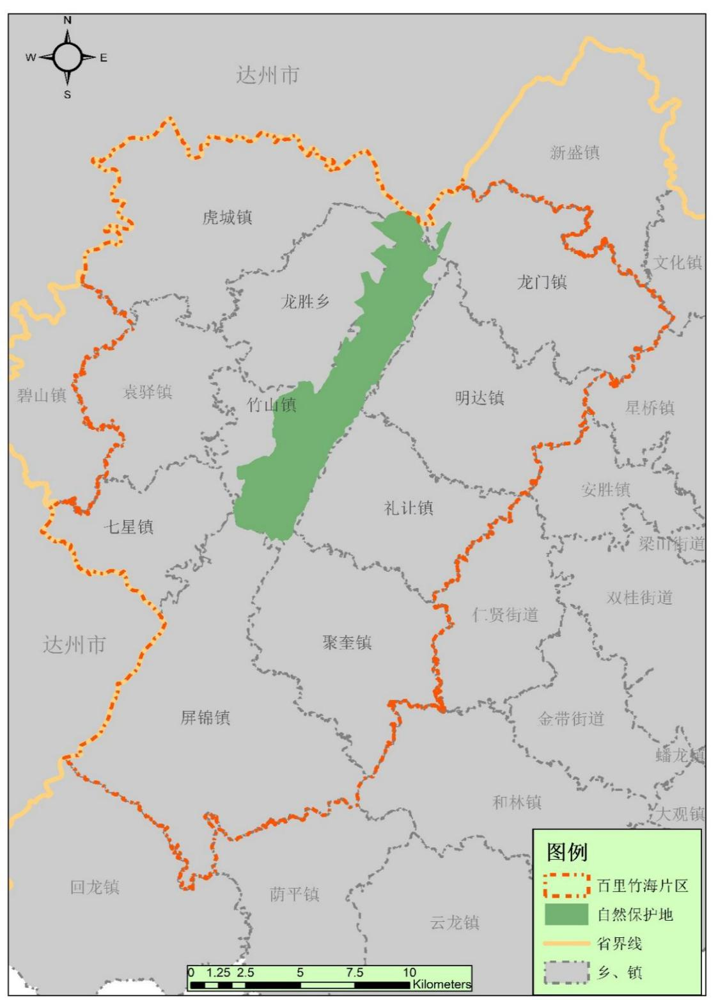 N
W E
S
达州市
新盛镇
虎城镇
文化镇
龙门镇
龙胜乡
碧山镇
袁驿镇
竹山镇
明达镇
星桥镇
安胜镇
礼让镇
七星镇
梁山街道
双桂街道
仁贤街道
达州市
聚奎镇
屏锦镇
金带街道
蟠龙镇
和林镇
大观镇
回龙镇
荫平镇
云龙镇
图例
百里竹海片区
自然保护地
省界线
乡、镇
0 1.25 2.5 5 7.5 10
Kilometers